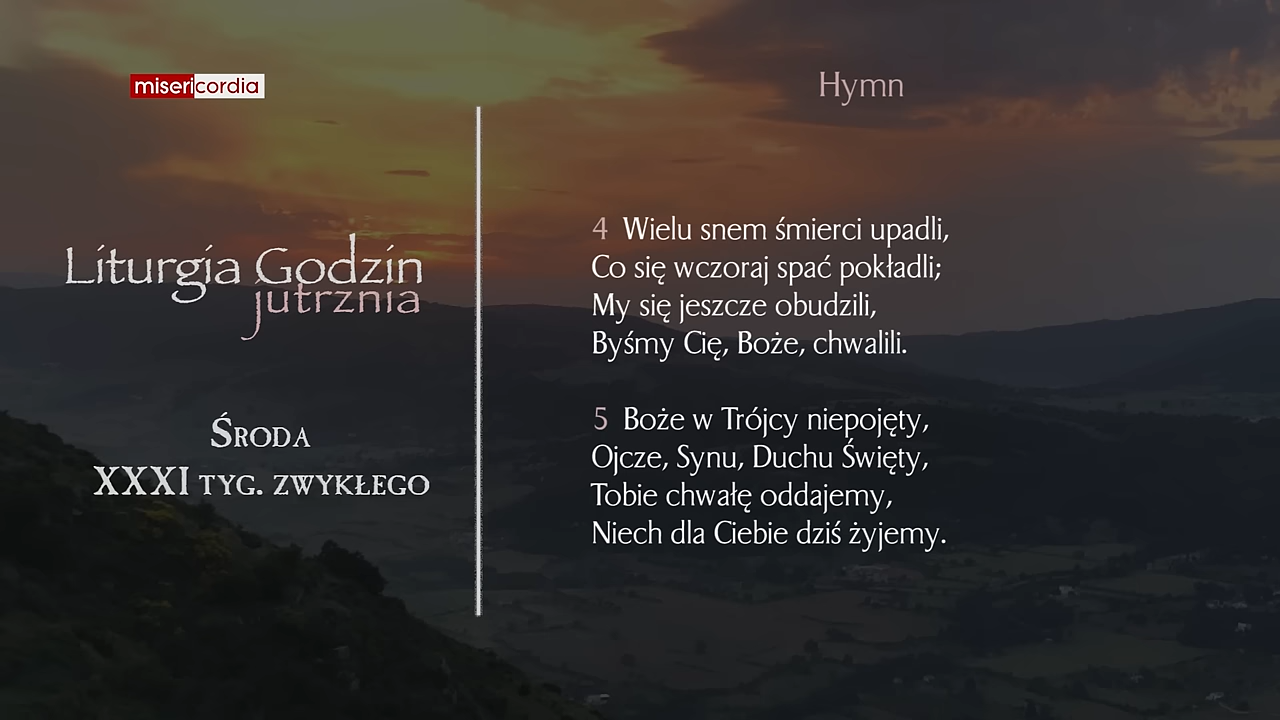 misericordia
Liturgia Godzin
jutrznia
Środa
XXXI tyg. zwykłego
Hymn
4 Wielu snem śmierci upadli,
Co się wczoraj spać pokładli;
My się jeszcze obudzili,
Byśmy Cię, Boże, chwalili.
5 Boże w Trójcy niepojęty,
Ojcze, Synu, Duchu Święty,
Tobie chwałę oddajemy,
Niech dla Ciebie dziś żyjemy.